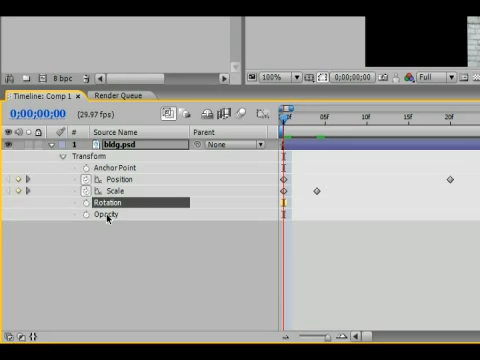 8 bpc
100% 0;00;00;00 Full
Timeline: Comp 1 × Render Queue
0;00;00;00 (29.97 fps)
05f 10f 15f 20f
# Source Name Parent
1 bldg.psd None
Transform
Anchor Point
Position
Scale
Rotation
Opacity